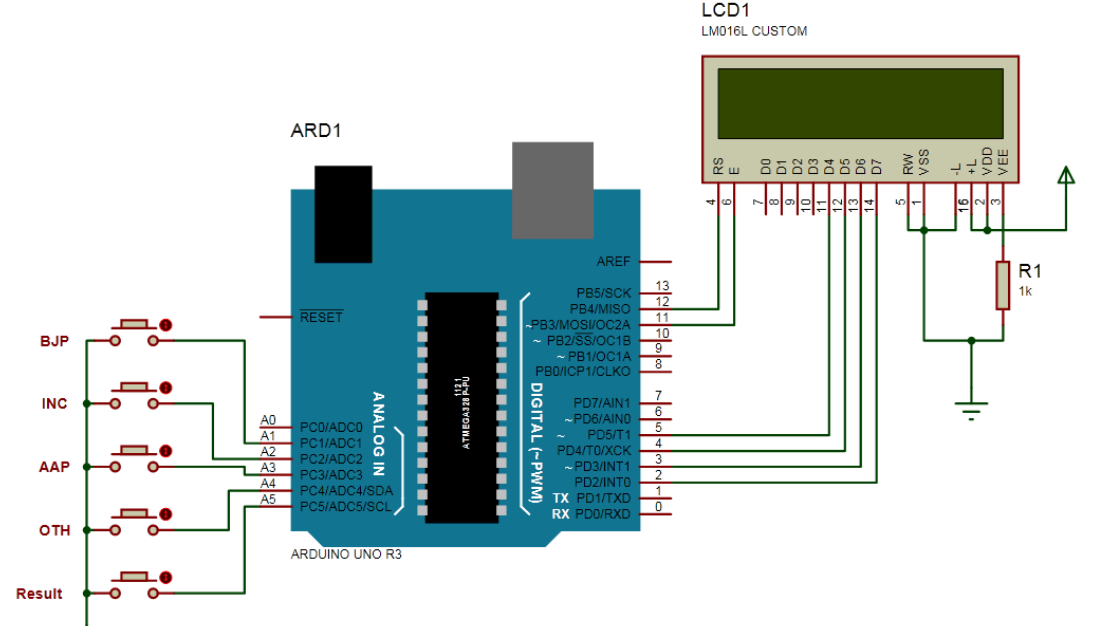 LCD1
LM016L CUSTOM
RS
E
D0
D1
D2
D3
D4
D5
D6
D7
RW
VSS
-L
+L
VDD
VEE
4
6
7
8
9
10
11
12
13
14
5
1
16
2
3
R1
1k
ARD1
AREF
RESET
PB5/SCK 13
PB4/MISO 12
~PB3/MOSI/OC2A 11
~ PB2/SS/OC1B 10
~ PB1/OC1A 9
PB0/ICP1/CLKO 8
PD7/AIN1 7
~PD6/AIN0 6
~ PD5/T1 5
PD4/T0/XCK 4
~PD3/INT1 3
PD2/INT0 2
TX PD1/TXD 1
RX PD0/RXD 0
DIGITAL (~PWM)
1121
ATMEGA328P-PU
ANALOG IN
A0 PC0/ADC0
A1 PC1/ADC1
A2 PC2/ADC2
A3 PC3/ADC3
A4 PC4/ADC4/SDA
A5 PC5/ADC5/SCL
ARDUINO UNO R3
BJP
INC
AAP
OTH
Result